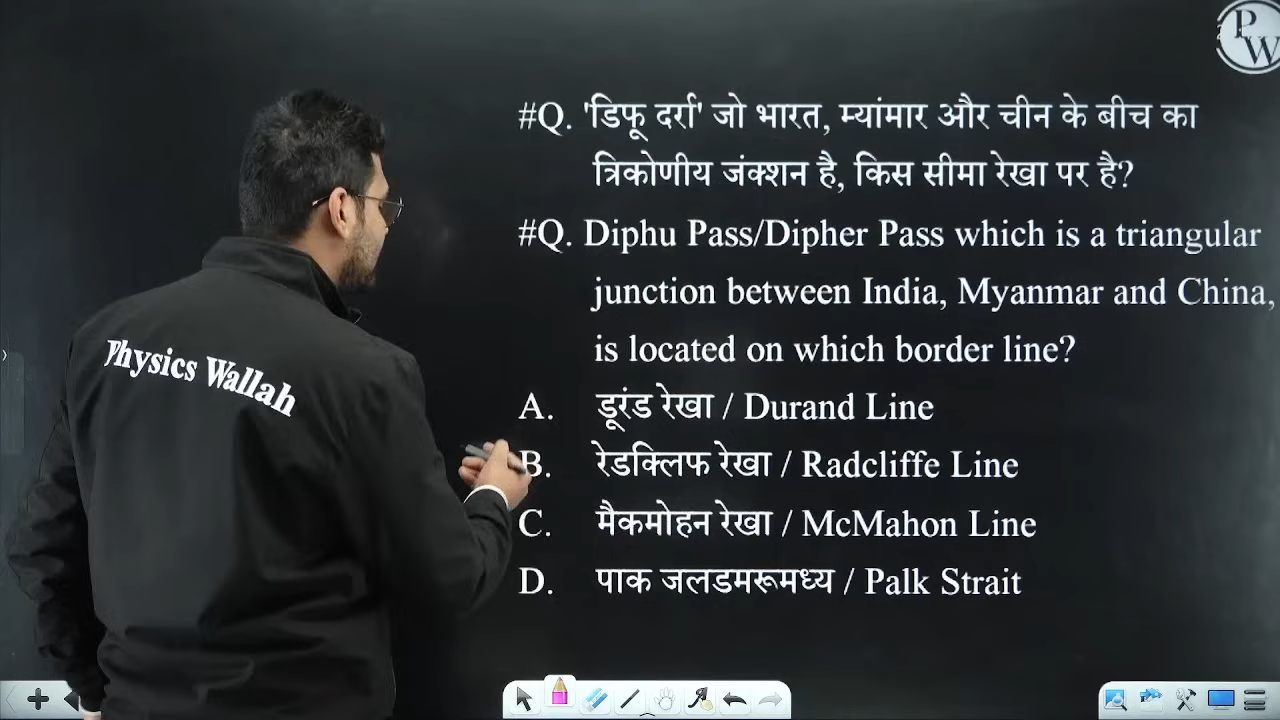 PW
#Q. 'डिफू दर्रा' जो भारत, म्यांमार और चीन के बीच का
त्रिकोणीय जंक्शन है, किस सीमा रेखा पर है?
#Q. Diphu Pass/Dipher Pass which is a triangular
junction between India, Myanmar and China,
is located on which border line?
A. डूरंड रेखा / Durand Line
B. रेडक्लिफ रेखा / Radcliffe Line
C. मैकमोहन रेखा / McMahon Line
D. पाक जलडमरूमध्य / Palk Strait
Physics Wallah